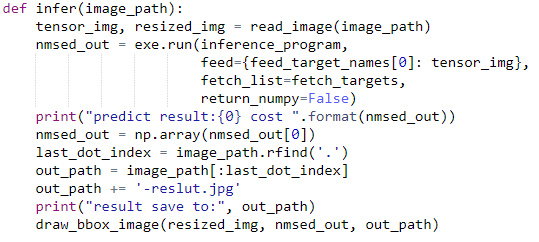 def infer(image_path):
    tensor_img, resized_img = read_image(image_path)
    nmsed_out = exe.run(inference_program,
                        feed={feed_target_names[0]: tensor_img},
                        fetch_list=fetch_targets,
                        return_numpy=False)
    print("predict result:{0} cost ".format(nmsed_out))
    nmsed_out = np.array(nmsed_out[0])
    last_dot_index = image_path.rfind('.')
    out_path = image_path[:last_dot_index]
    out_path += '-reslut.jpg'
    print("result save to:", out_path)
    draw_bbox_image(resized_img, nmsed_out, out_path)